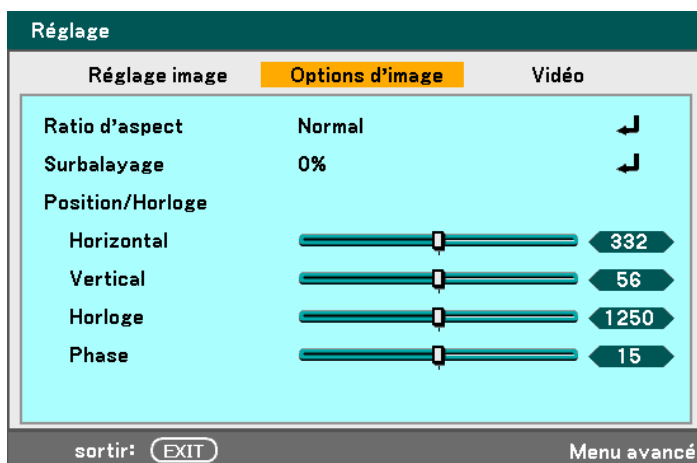 Réglage
Réglage image Options d'image Vidéo
Ratio d'aspect Normal
Surbalayage 0%
Position/Horloge
Horizontal 332
Vertical 56
Horloge 1250
Phase 15
sortir: EXIT Menu avancé